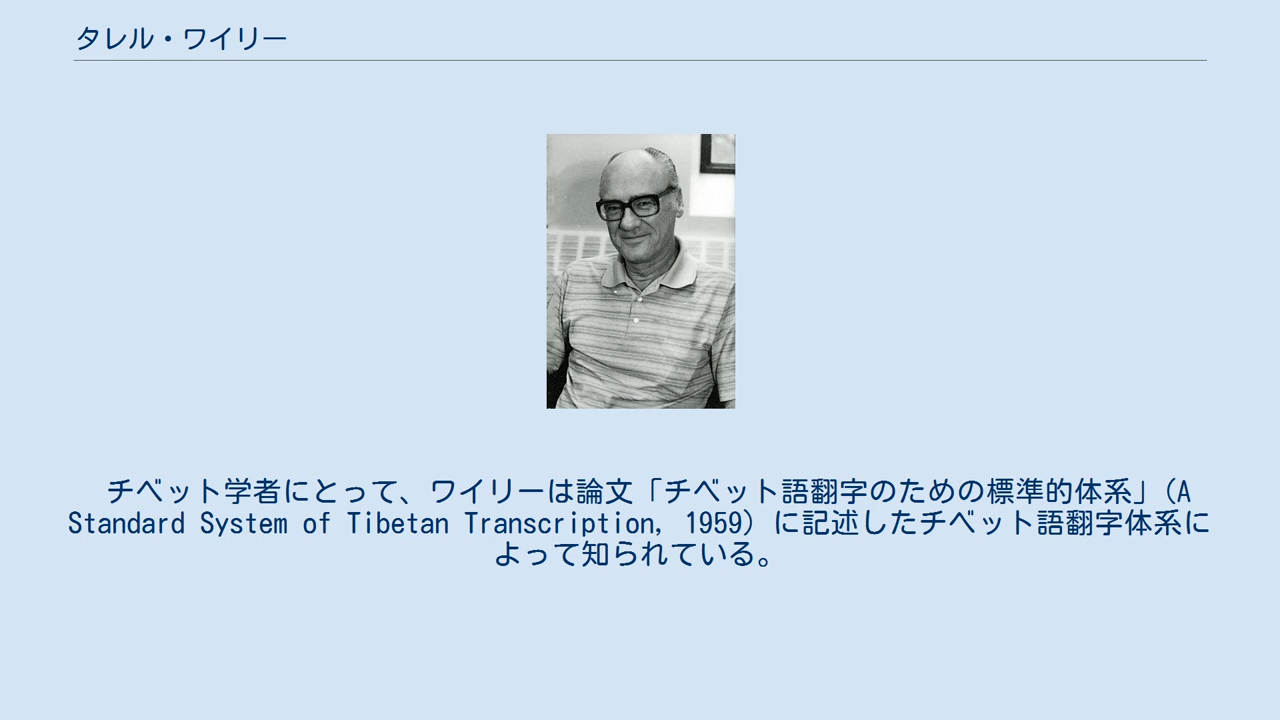 タレル・ワイリー
チベット学者にとって、ワイリーは論文「チベット語翻字のための標準的体系」(A
Standard System of Tibetan Transcription, 1959) に記述したチベット語翻字体系に
よって知られている。